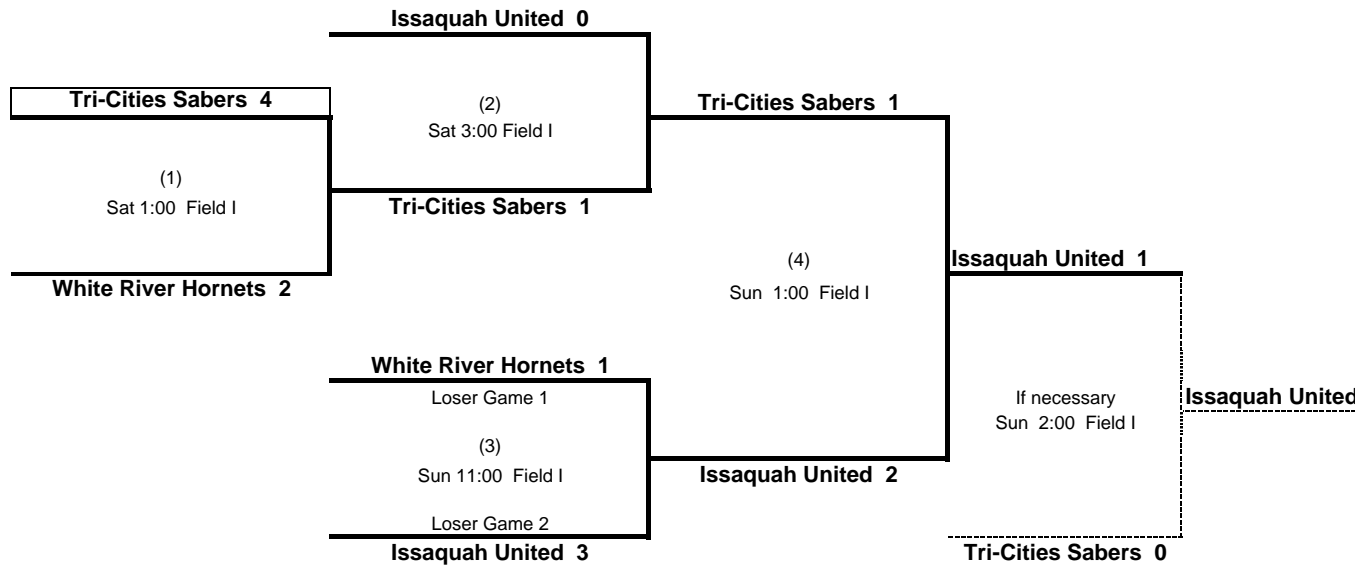 Issaquah United 0
Tri-Cities Sabers 4
(2)
Sat 3:00 Field I
Tri-Cities Sabers 1
(1)
Sat 1:00 Field I
Tri-Cities Sabers 1
White River Hornets 2
(4)
Sun 1:00 Field I
Issaquah United 1
White River Hornets 1
Loser Game 1
(3)
Sun 11:00 Field I
Loser Game 2
Issaquah United 3
Issaquah United 2
If necessary
Sun 2:00 Field I
Issaquah United
Tri-Cities Sabers 0